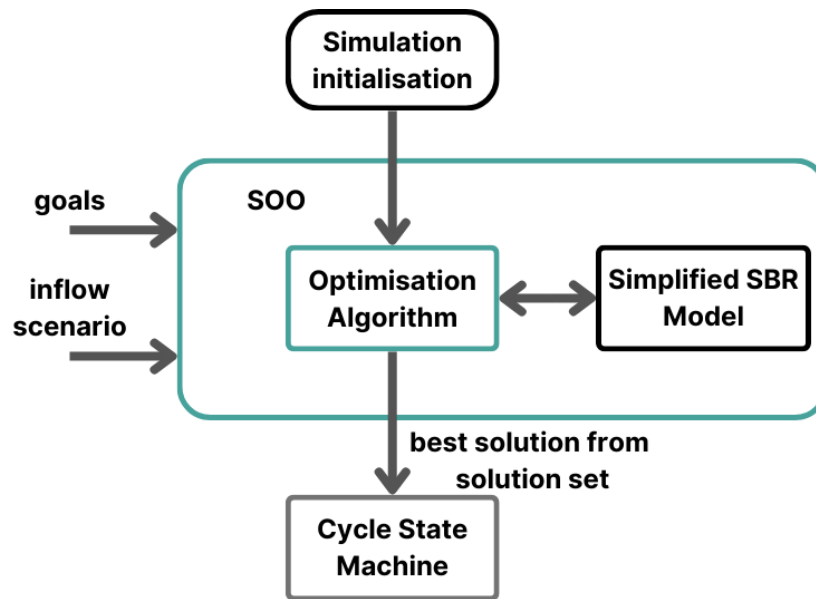 Simulation
initialisation
goals
SOO
inflow
scenario
Optimisation
Algorithm
Simplified SBR
Model
best solution from
solution set
Cycle State
Machine